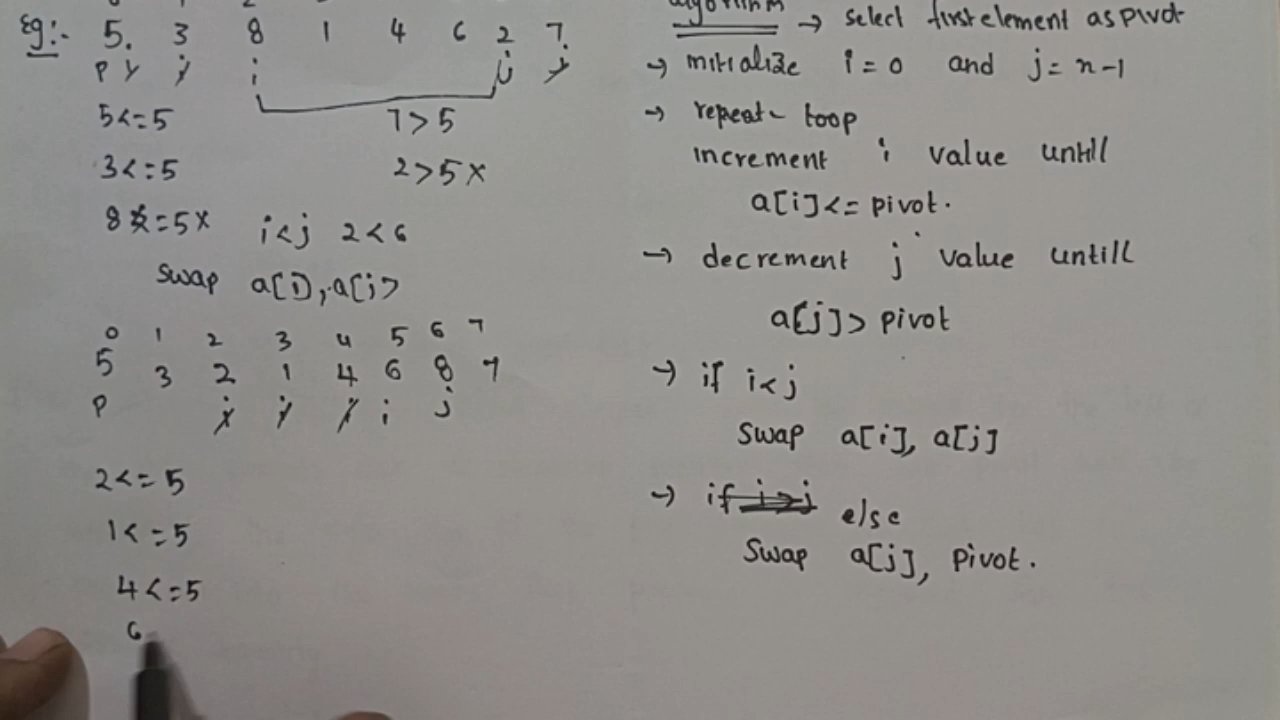 Eg:- 5. 3 8 1 4 6 2 7.
P i i i j j
5<=5 7>5
3<=5 2>5 x
8<=5 x i<j 2<6
Swap a[i], a[j]
0 1 2 3 4 5 6 7
5 3 2 1 4 6 8 7
P i i i i j
2<=5
1<=5
4<=5
6
algorithm → select first element as pivot
→ initialize i=0 and j=n-1
→ repeat loop
increment i value untill
a[i]<= pivot.
→ decrement j value untill
a[j]> pivot
→ if i<j
Swap a[i], a[j]
→ if i>j else
Swap a[j], Pivot.